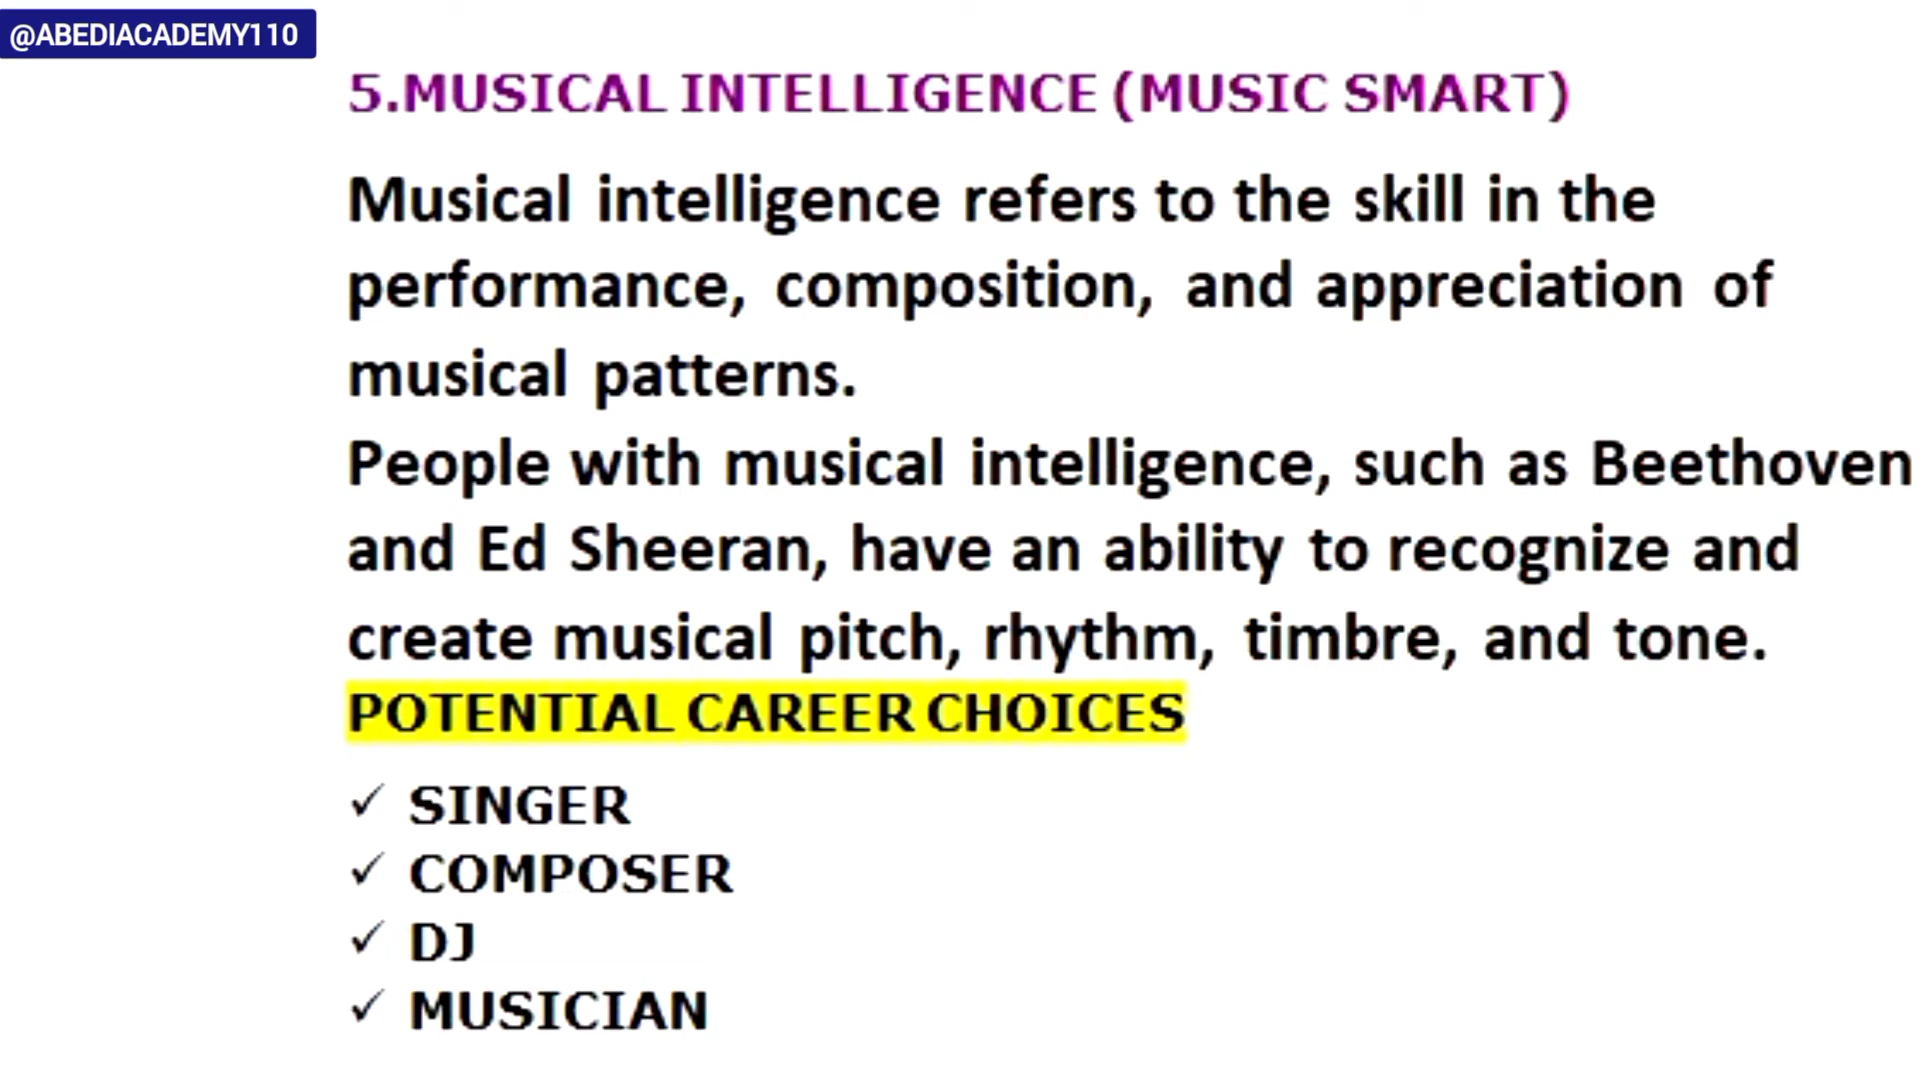 @ABEDIACADEMY110
5.MUSICAL INTELLIGENCE (MUSIC SMART)
Musical intelligence refers to the skill in the
performance, composition, and appreciation of
musical patterns.
People with musical intelligence, such as Beethoven
and Ed Sheeran, have an ability to recognize and
create musical pitch, rhythm, timbre, and tone.
POTENTIAL CAREER CHOICES
✓ SINGER
✓ COMPOSER
✓ DJ
✓ MUSICIAN